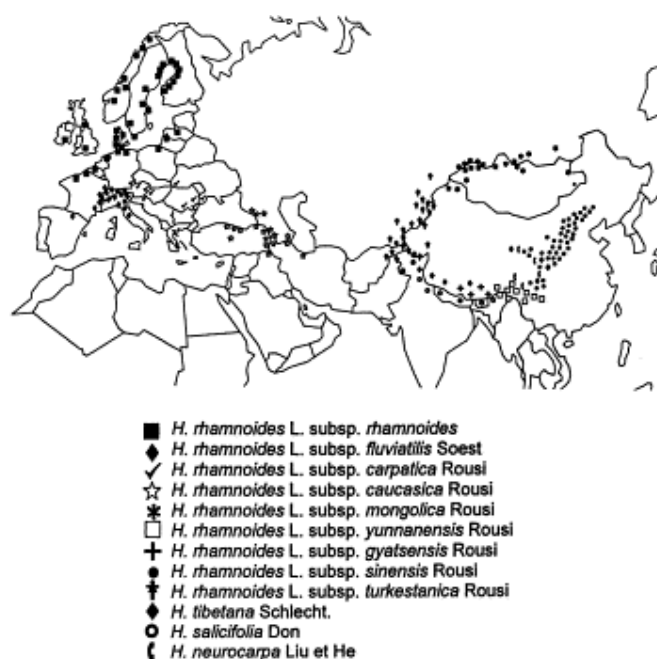 H. rhamnoides L. subsp. rhamnoides
H. rhamnoides L. subsp. fluviatilis Soest
H. rhamnoides L. subsp. carpatica Rousi
H. rhamnoides L. subsp. caucasica Rousi
H. rhamnoides L. subsp. mongolica Rousi
H. rhamnoides L. subsp. yunnanensis Rousi
H. rhamnoides L. subsp. gyatsensis Rousi
H. rhamnoides L. subsp. sinensis Rousi
H. rhamnoides L. subsp. turkestanica Rousi
H. tibetana Schlecht.
H. salicifolia Don
H. neurocarpa Liu et He